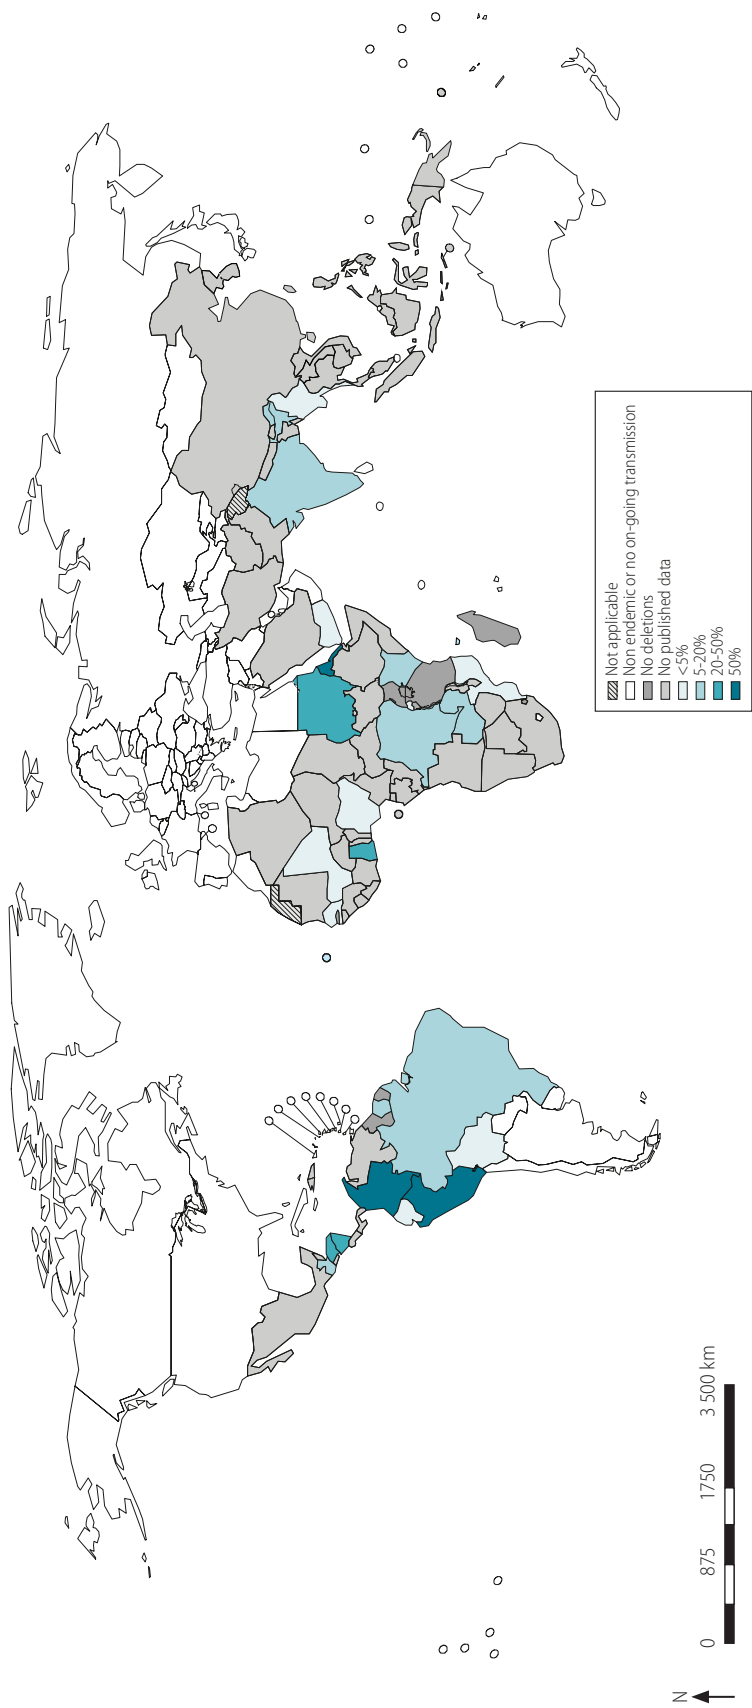 Not applicable
Non endemic or no on-going transmission
No deletions
No published data
<5%
5-20%
20-50%
50%
0 875 1750 3 500 km
N